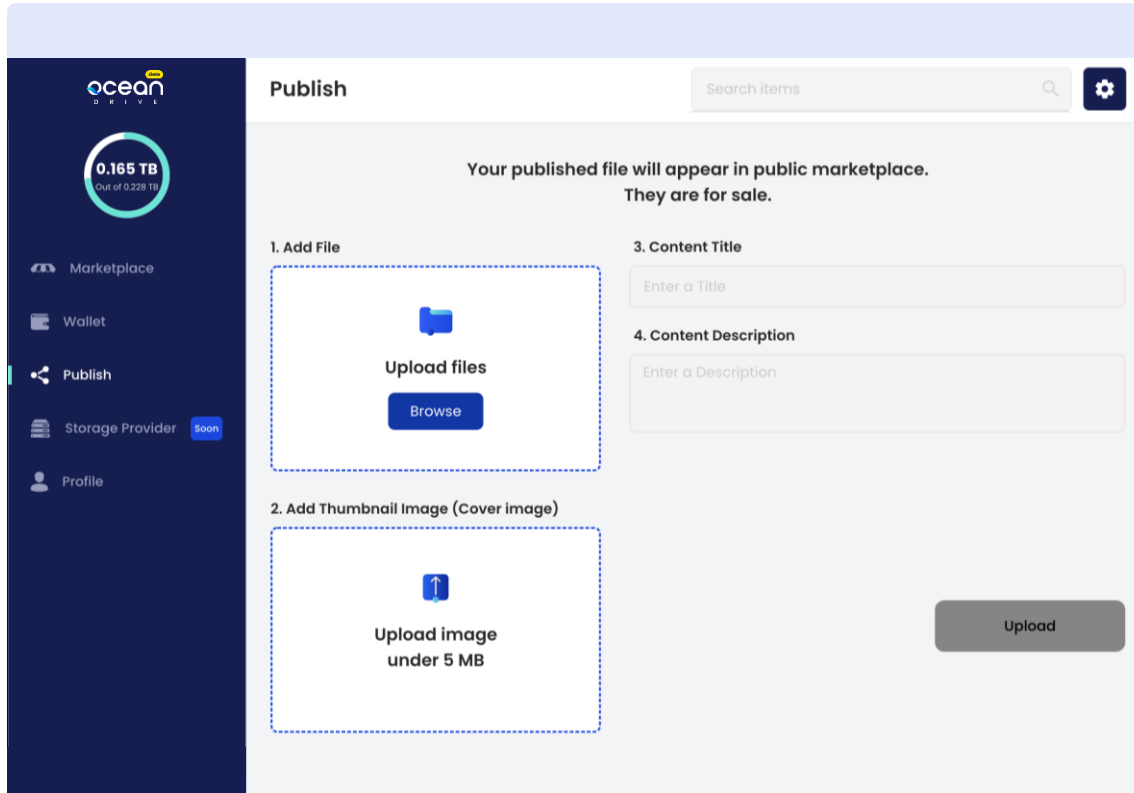 Beta
ocean
DRIVE
0.165 TB
Out of 0.228 TB
Marketplace
Wallet
Publish
Storage Provider
Soon
Profile
Publish
Search items
Your published file will appear in public marketplace.
They are for sale.
1. Add File
Upload files
Browse
2. Add Thumbnail Image (Cover image)
Upload image
under 5 MB
3. Content Title
Enter a Title
4. Content Description
Enter a Description
Upload